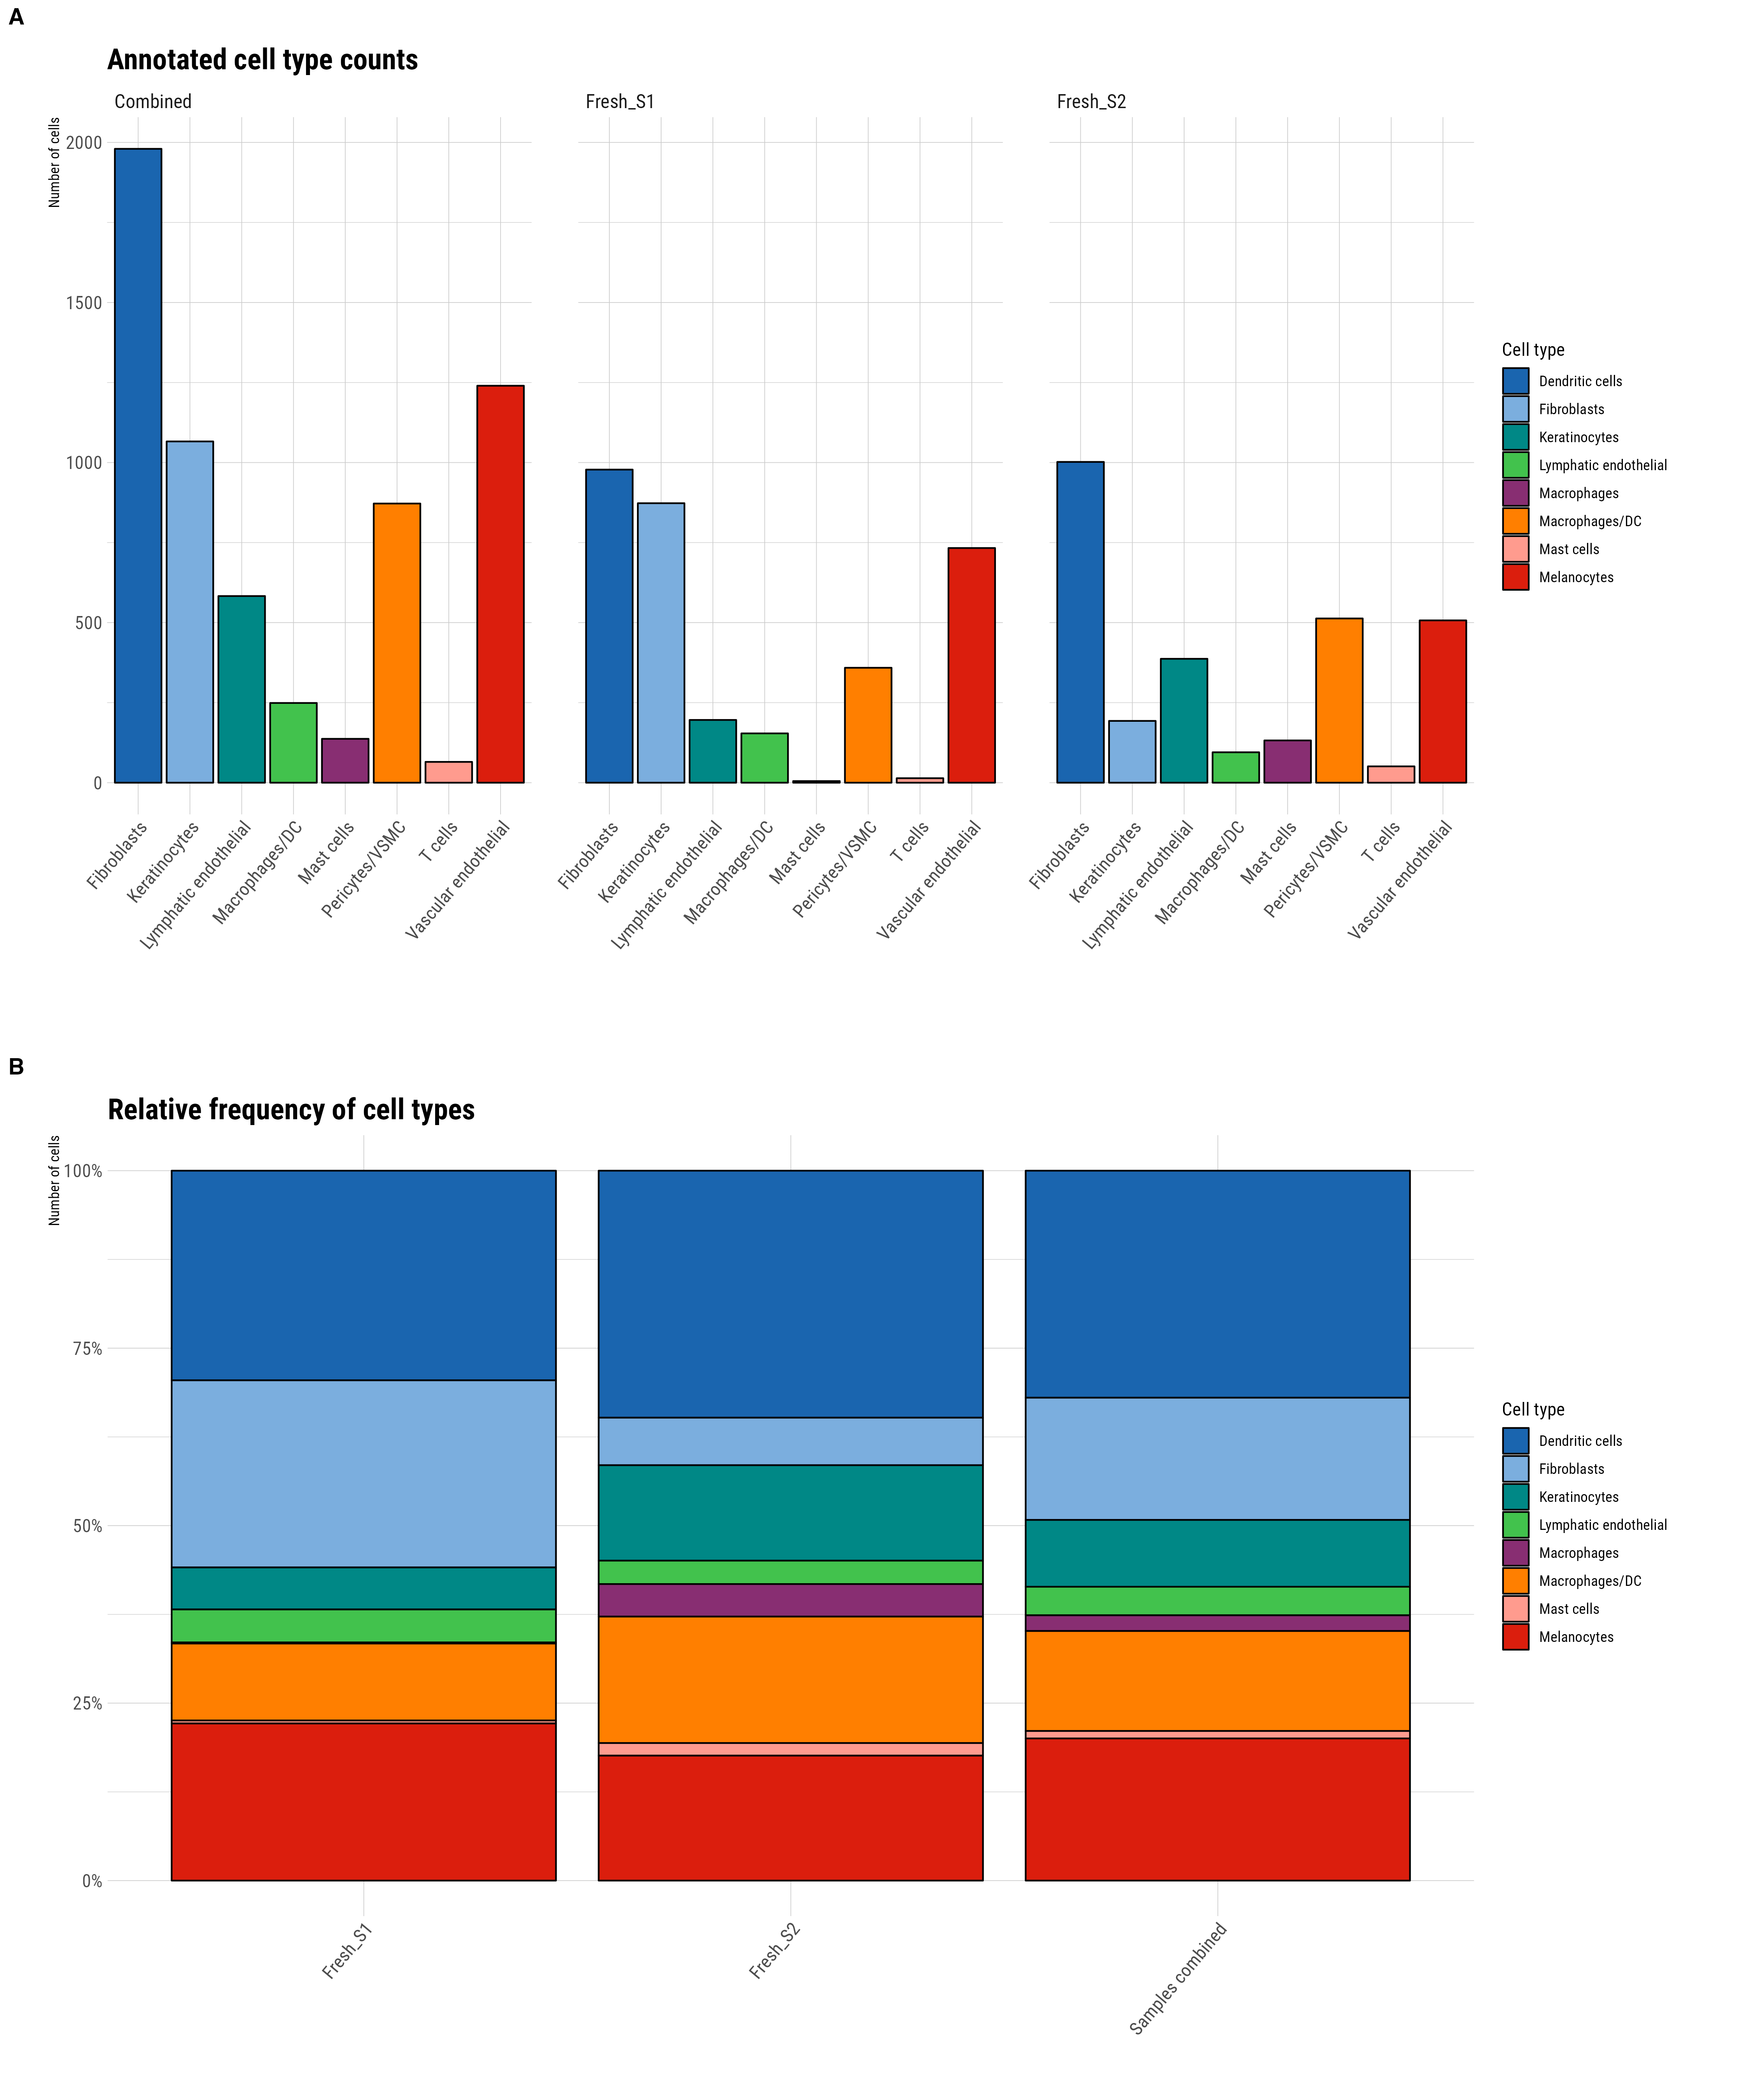 A
Annotated cell type counts
Combined
Fresh_S1
Fresh_S2
Number of cells
2000
1500
1000
500
0
Fibroblasts
Keratinocytes
Lymphatic endothelial
Macrophages/DC
Mast cells
Pericytes/VSMC
T cells
Vascular endothelial
Fibroblasts
Keratinocytes
Lymphatic endothelial
Macrophages/DC
Mast cells
Pericytes/VSMC
T cells
Vascular endothelial
Fibroblasts
Keratinocytes
Lymphatic endothelial
Macrophages/DC
Mast cells
Pericytes/VSMC
T cells
Vascular endothelial
Cell type
Dendritic cells
Fibroblasts
Keratinocytes
Lymphatic endothelial
Macrophages
Macrophages/DC
Mast cells
Melanocytes
B
Relative frequency of cell types
Number of cells
100%
75%
50%
25%
0%
Fresh_S1
Fresh_S2
Samples combined
Cell type
Dendritic cells
Fibroblasts
Keratinocytes
Lymphatic endothelial
Macrophages
Macrophages/DC
Mast cells
Melanocytes